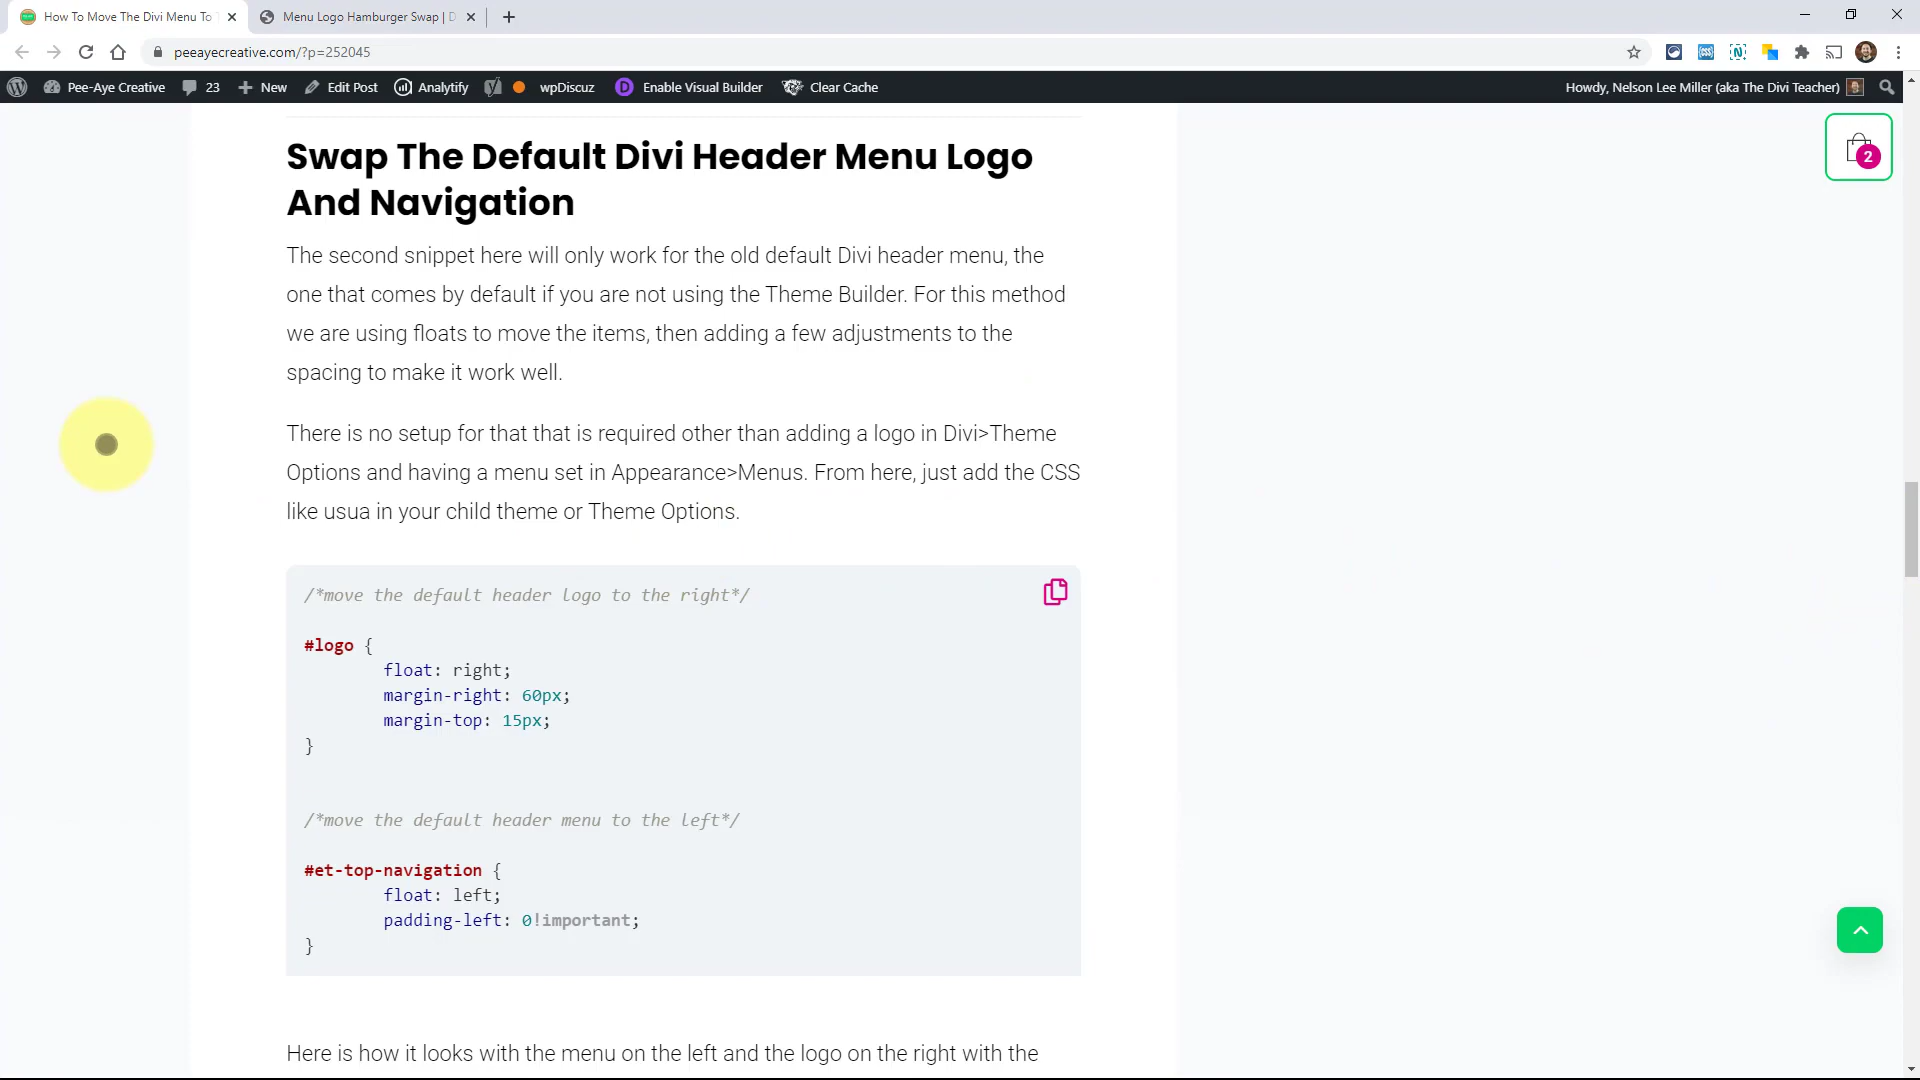 How To Move The Divi Menu To
Menu Logo Hamburger Swap | D
peeayecreative.com/?p=252045
Pee-Aye Creative
23
New
Edit Post
Analytify
wpDiscuz
D
Enable Visual Builder
Clear Cache
Howdy, Nelson Lee Miller (aka The Divi Teacher)
2
Swap The Default Divi Header Menu Logo
And Navigation
The second snippet here will only work for the old default Divi header menu, the
one that comes by default if you are not using the Theme Builder. For this method
we are using floats to move the items, then adding a few adjustments to the
spacing to make it work well.
There is no setup for that that is required other than adding a logo in Divi>Theme
Options and having a menu set in Appearance>Menus. From here, just add the CSS
like usua in your child theme or Theme Options.
/*move the default header logo to the right*/
#logo {
float: right;
margin-right: 60px;
margin-top: 15px;
}
/*move the default header menu to the left*/
#et-top-navigation {
float: left;
padding-left: 0!important;
}
Here is how it looks with the menu on the left and the logo on the right with the